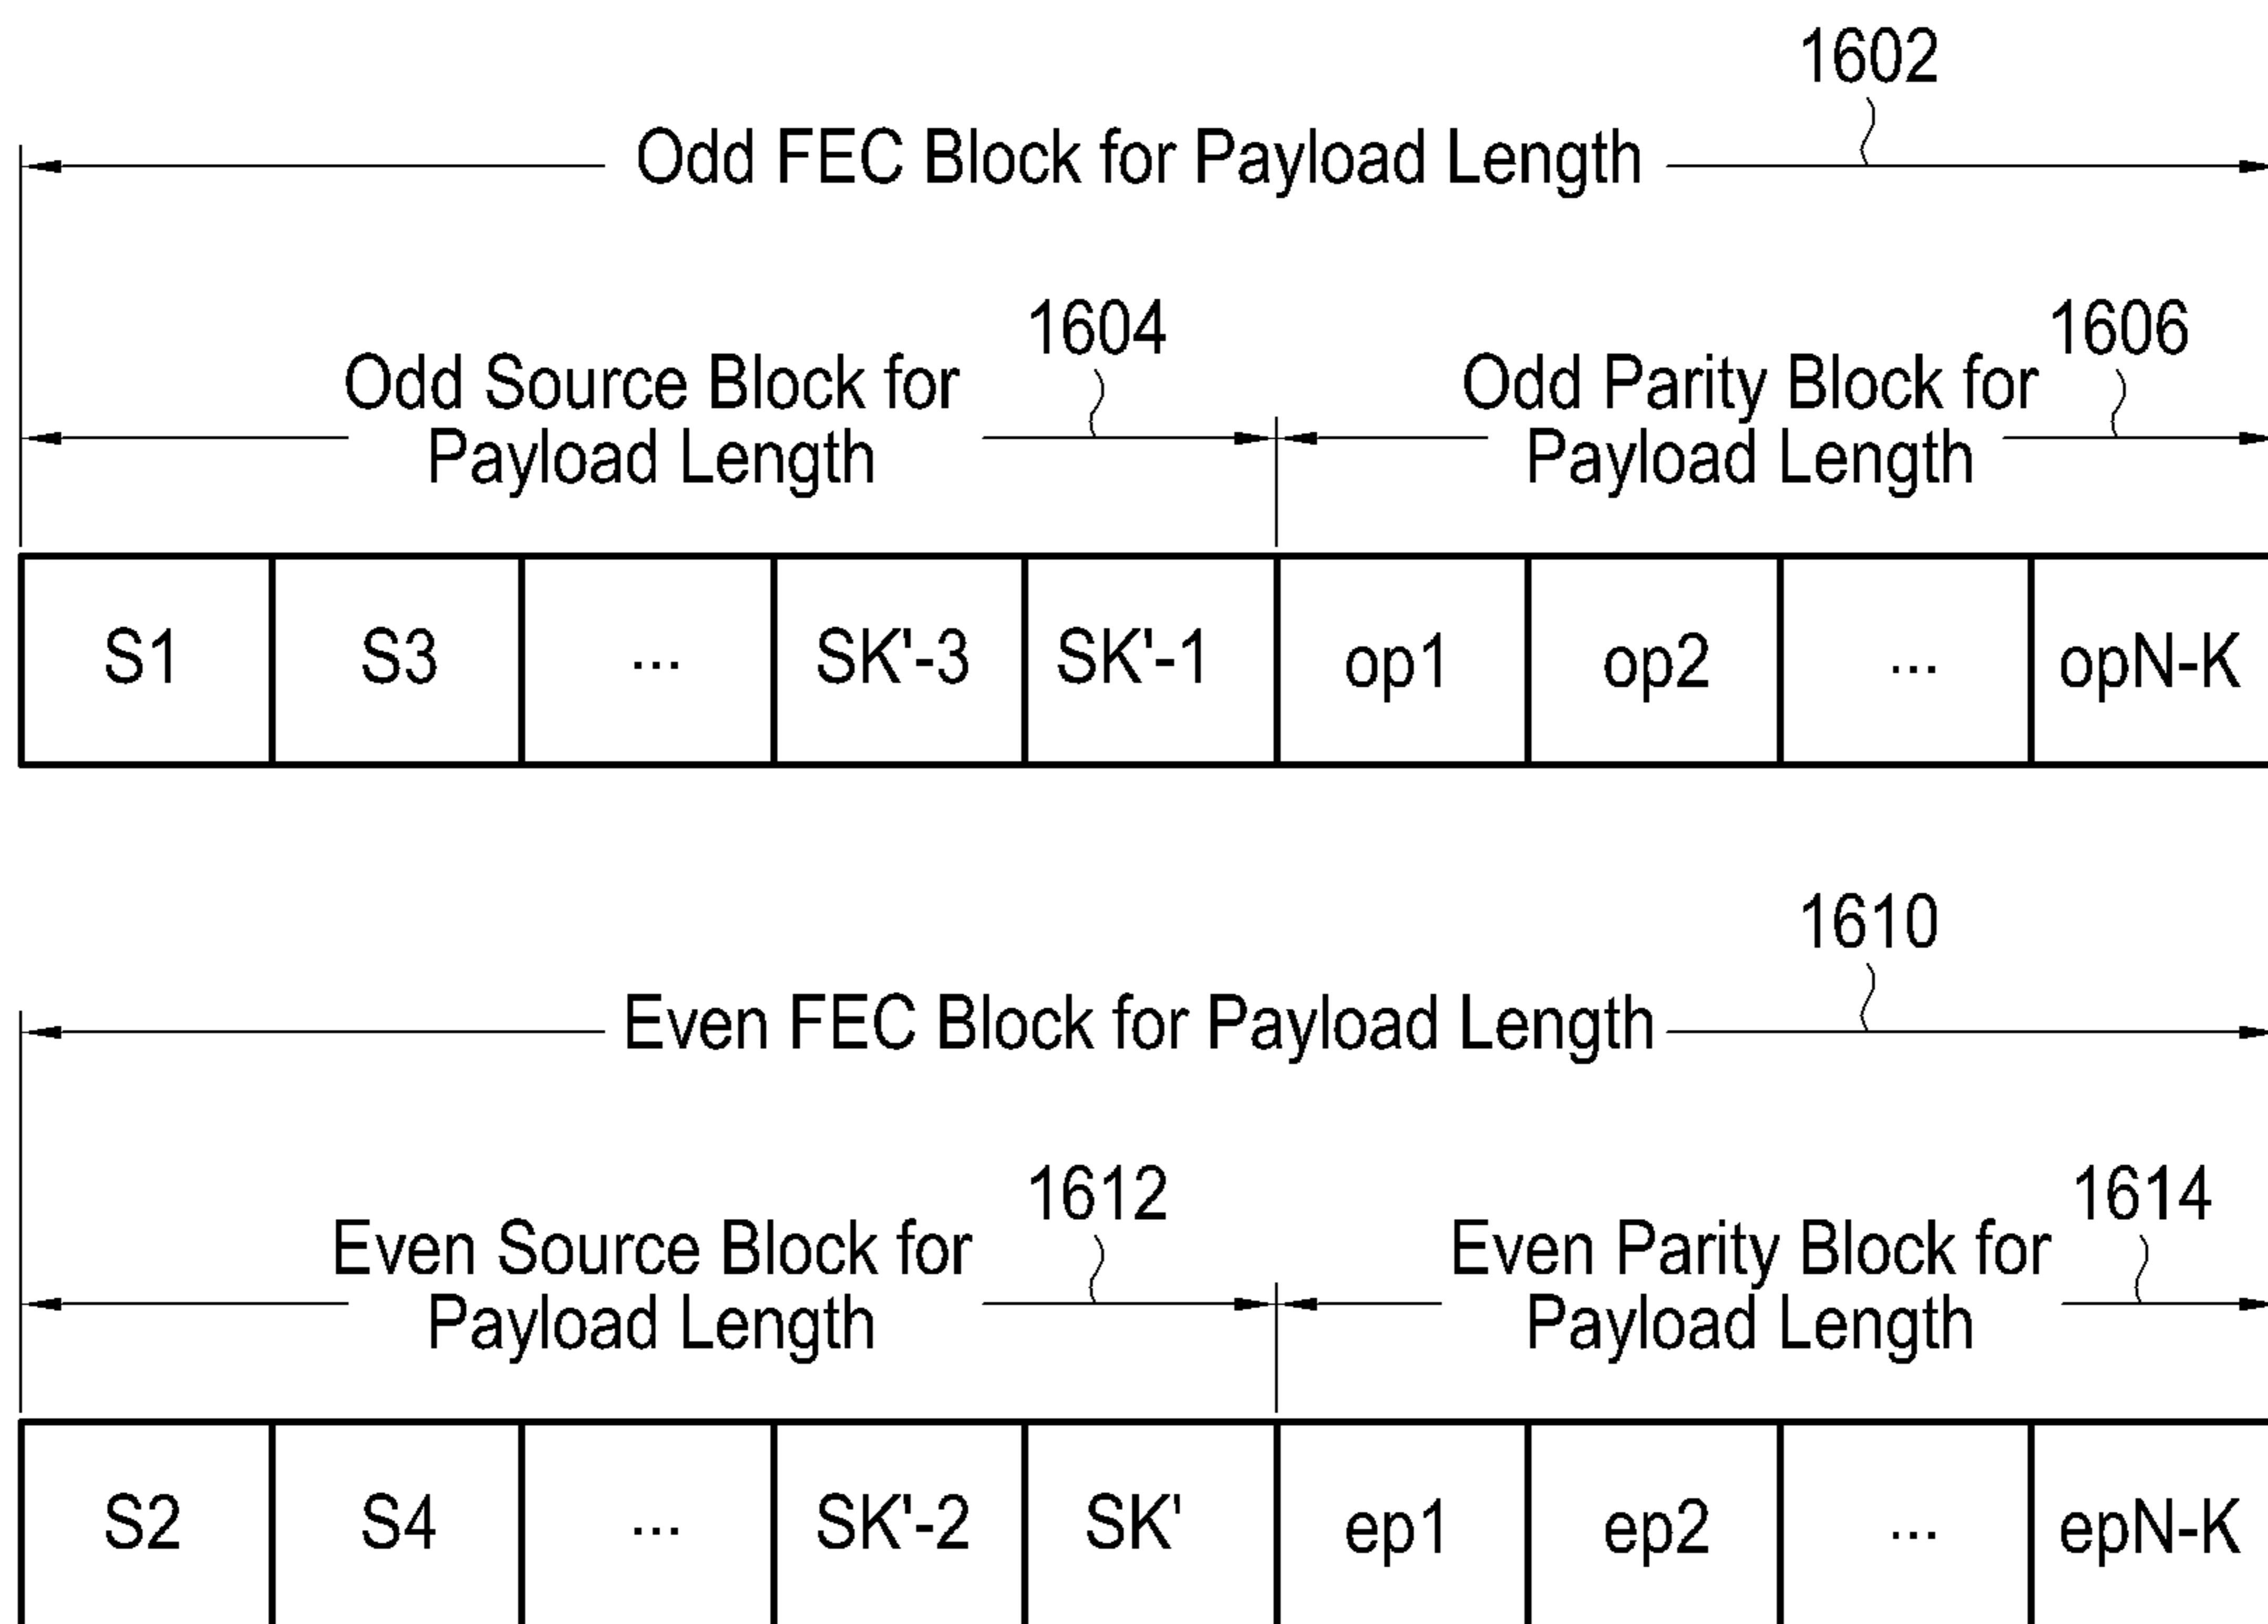 1602
Odd FEC Block for Payload Length
1604
1606
Odd Source Block for
Payload Length
Odd Parity Block for
Payload Length
S1 S3 ... SK'-3 SK'-1 op1 op2 ... opN-K
1610
Even FEC Block for Payload Length
1612
1614
Even Source Block for
Payload Length
Even Parity Block for
Payload Length
S2 S4 ... SK'-2 SK' ep1 ep2 ... epN-K